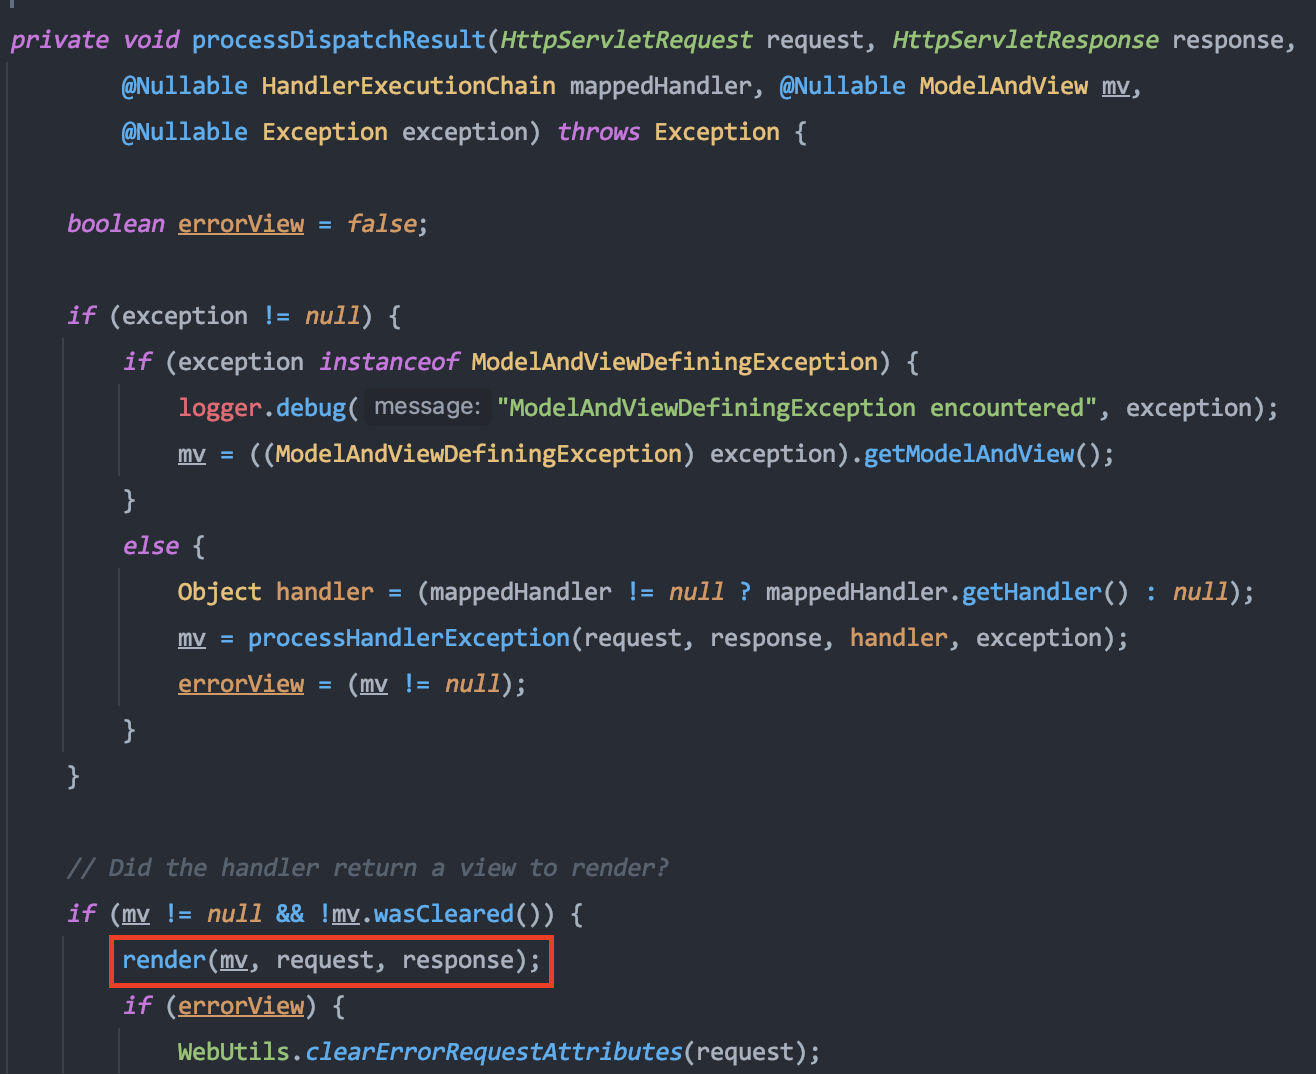 private void processDispatchResult(HttpServletRequest request, HttpServletResponse response,
@Nullable HandlerExecutionChain mappedHandler, @Nullable ModelAndView mv,
@Nullable Exception exception) throws Exception {
boolean errorView = false;
if (exception != null) {
if (exception instanceof ModelAndViewDefiningException) {
logger.debug( message: "ModelAndViewDefiningException encountered", exception);
mv = ((ModelAndViewDefiningException) exception).getModelAndView();
}
else {
Object handler = (mappedHandler != null ? mappedHandler.getHandler() : null);
mv = processHandlerException(request, response, handler, exception);
errorView = (mv != null);
}
}
// Did the handler return a view to render?
if (mv != null && !mv.wasCleared()) {
render(mv, request, response);
if (errorView) {
WebUtils.clearErrorRequestAttributes(request);